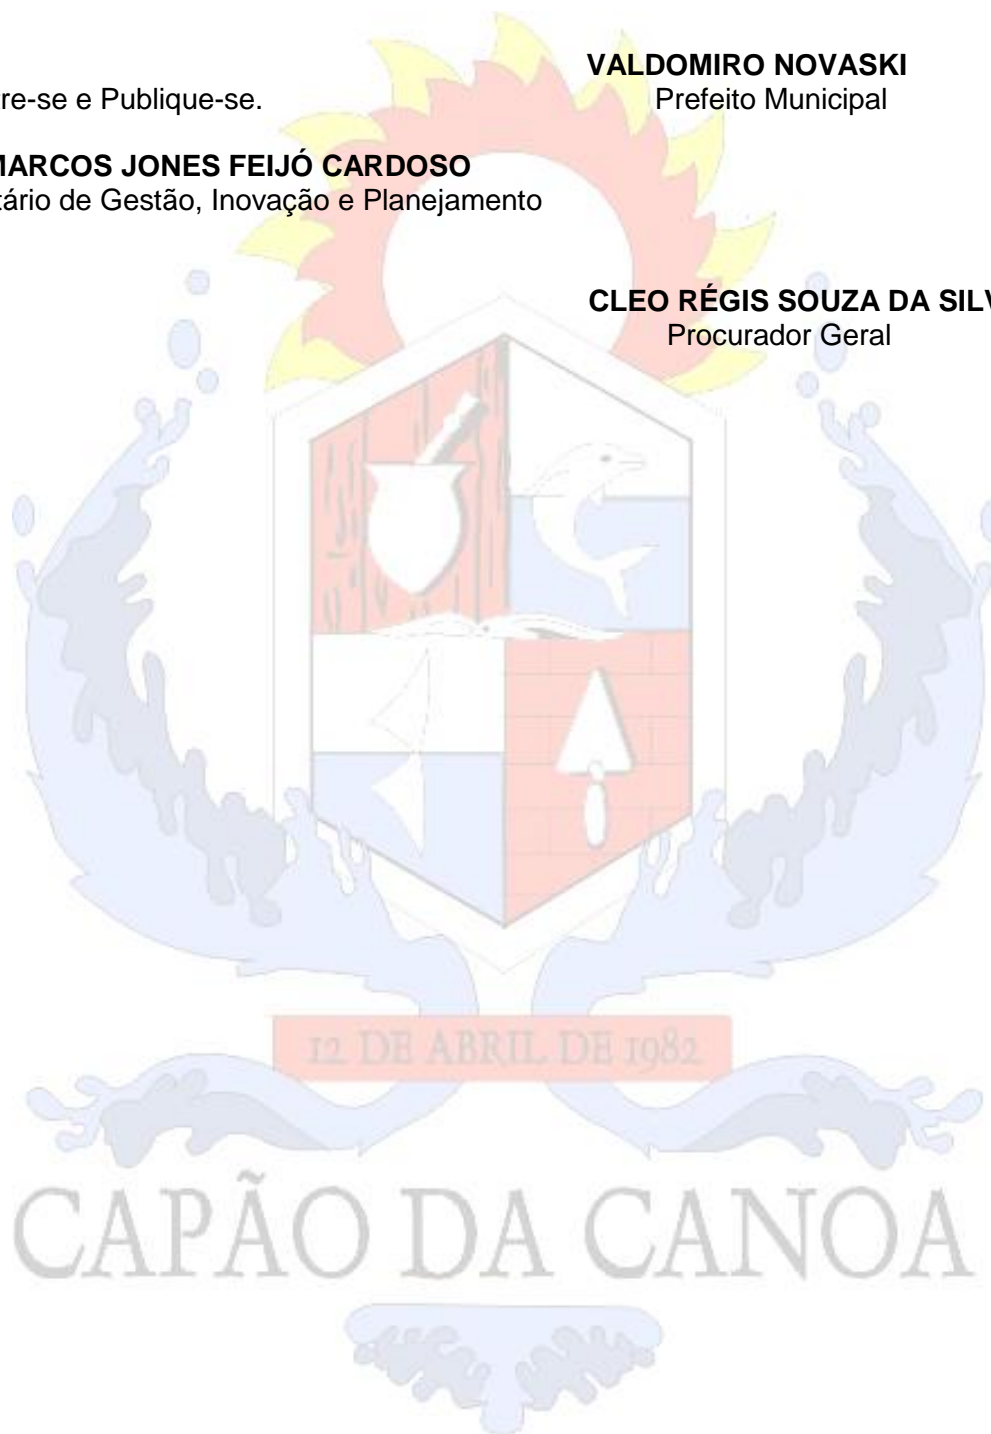 VALDOMIRO NOVASKI
re-se e Publique-se.
Prefeito Municipal
MARCOS JONES FEIJÓ CARDOSO
tário de Gestão, Inovação e Planejamento
CLEO RÉGIS SOUZA DA SILV
Procurador Geral
12 DE ABRIL DE 1982
CAPÃO DA CANOA